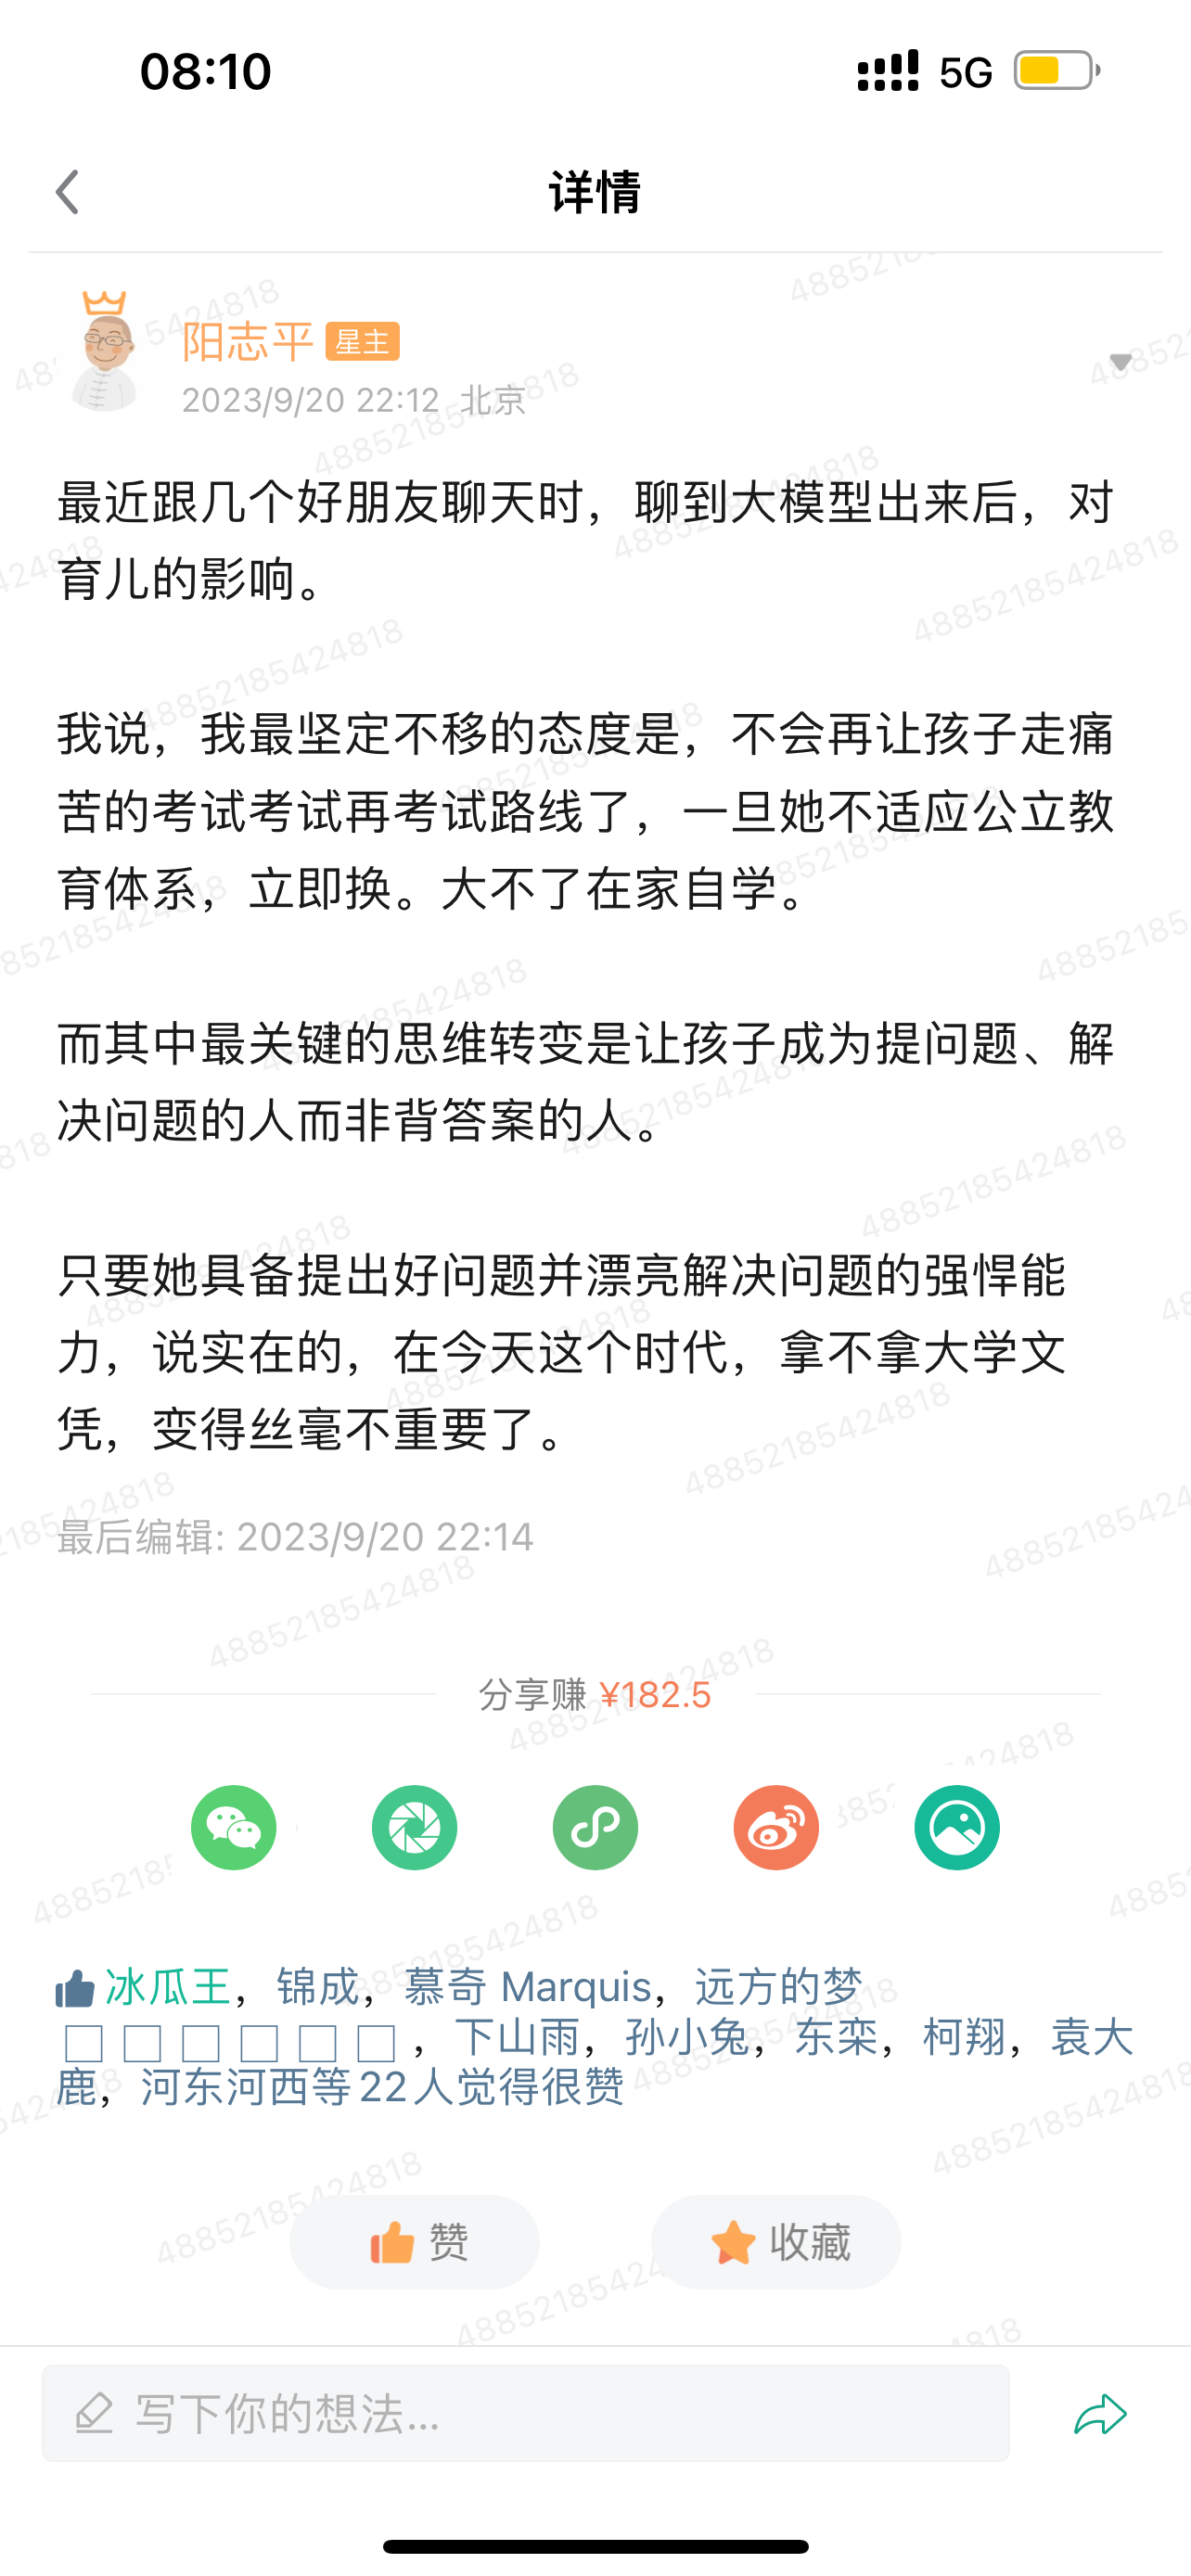 08:10 5G
详情
阳志平 星主
2023/9/20 22:12 北京
最近跟几个好朋友聊天时，聊到大模型出来后，对
育儿的影响。
我说，我最坚定不移的态度是，不会再让孩子走痛
苦的考试考试再考试路线了，一旦她不适应公立教
育体系，立即换。大不了在家自学。
而其中最关键的思维转变是让孩子成为提问题、解
决问题的人而非背答案的人。
只要她具备提出好问题并漂亮解决问题的强悍能
力，说实在的，在今天这个时代，拿不拿大学文
凭，变得丝毫不重要了。
最后编辑: 2023/9/20 22:14
分享赚 ¥182.5
冰瓜王，锦成，慕奇 Marquis，远方的梦
□ □ □ □ □ □ ，下山雨，孙小兔，东栾，柯翔，袁大
鹿，河东河西等22人觉得很赞
赞 收藏
写下你的想法...
48852185424818